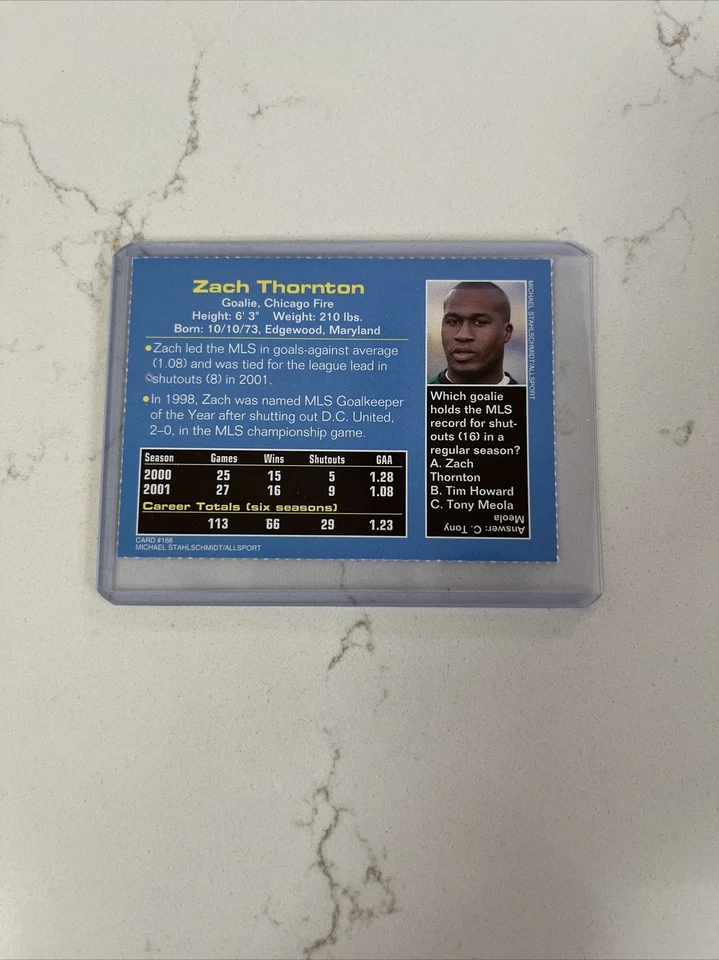 Zach Thornton
Goalie, Chicago Fire
Height: 6' 3" Weight: 210 lbs.
Born: 10/10/73, Edgewood, Maryland
•Zach led the MLS in goals-against average
(1.08) and was tied for the league lead in
shutouts (8) in 2001.
•In 1998, Zach was named MLS Goalkeeper
of the Year after shutting out D.C. United,
2–0, in the MLS championship game.
Season Games Wins Shutouts GAA
2000 25 15 5 1.28
2001 27 16 9 1.08
Career Totals (six seasons)
113 66 29 1.23
CARD #166
MICHAEL STAHLSCHMIDT/ALLSPORT
MICHAEL STAHLSCHMIDT/ALLSPORT
Which goalie
holds the MLS
record for shut-
outs (16) in a
regular season?
A. Zach
Thornton
B. Tim Howard
C. Tony Meola
Answer: C. Tony
Meola